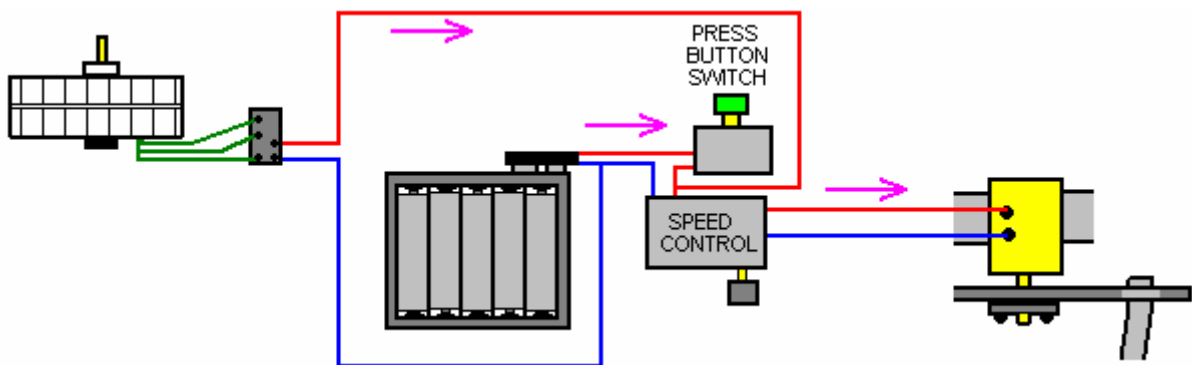 PRESS
BUTTON
SWITCH
SPEED
CONTROL